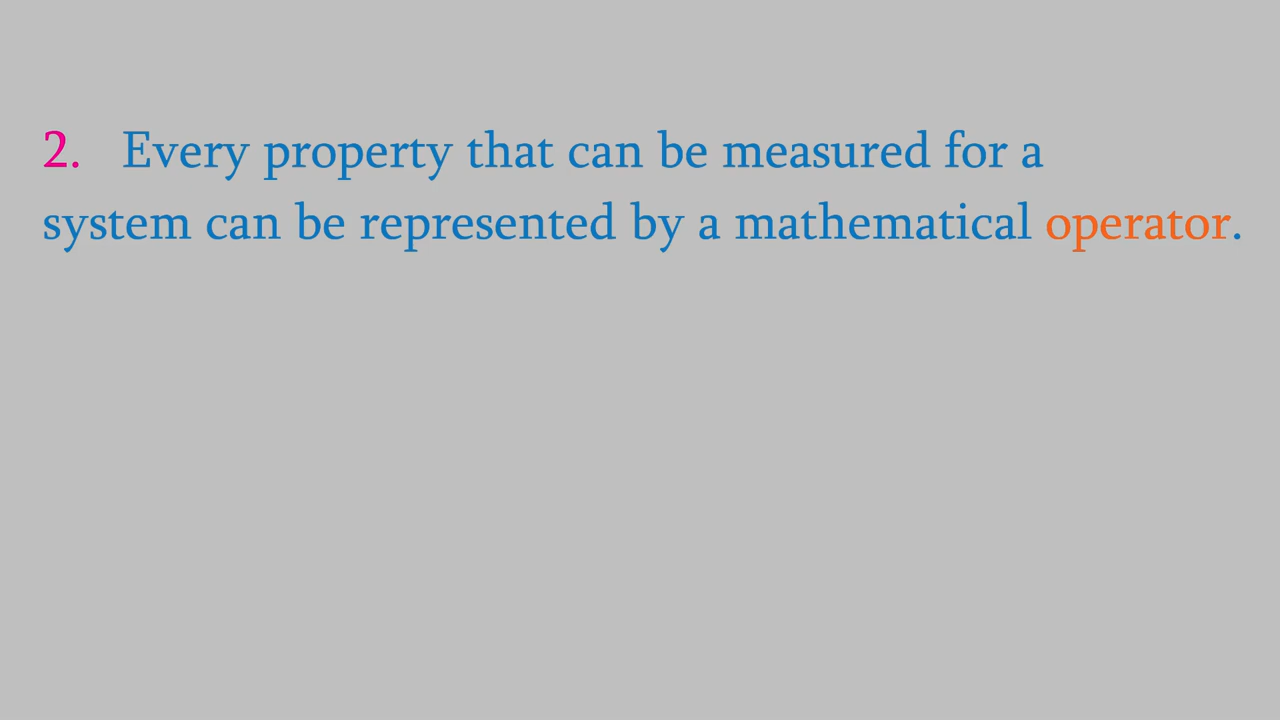 2. Every property that can be measured for a
system can be represented by a mathematical operator.